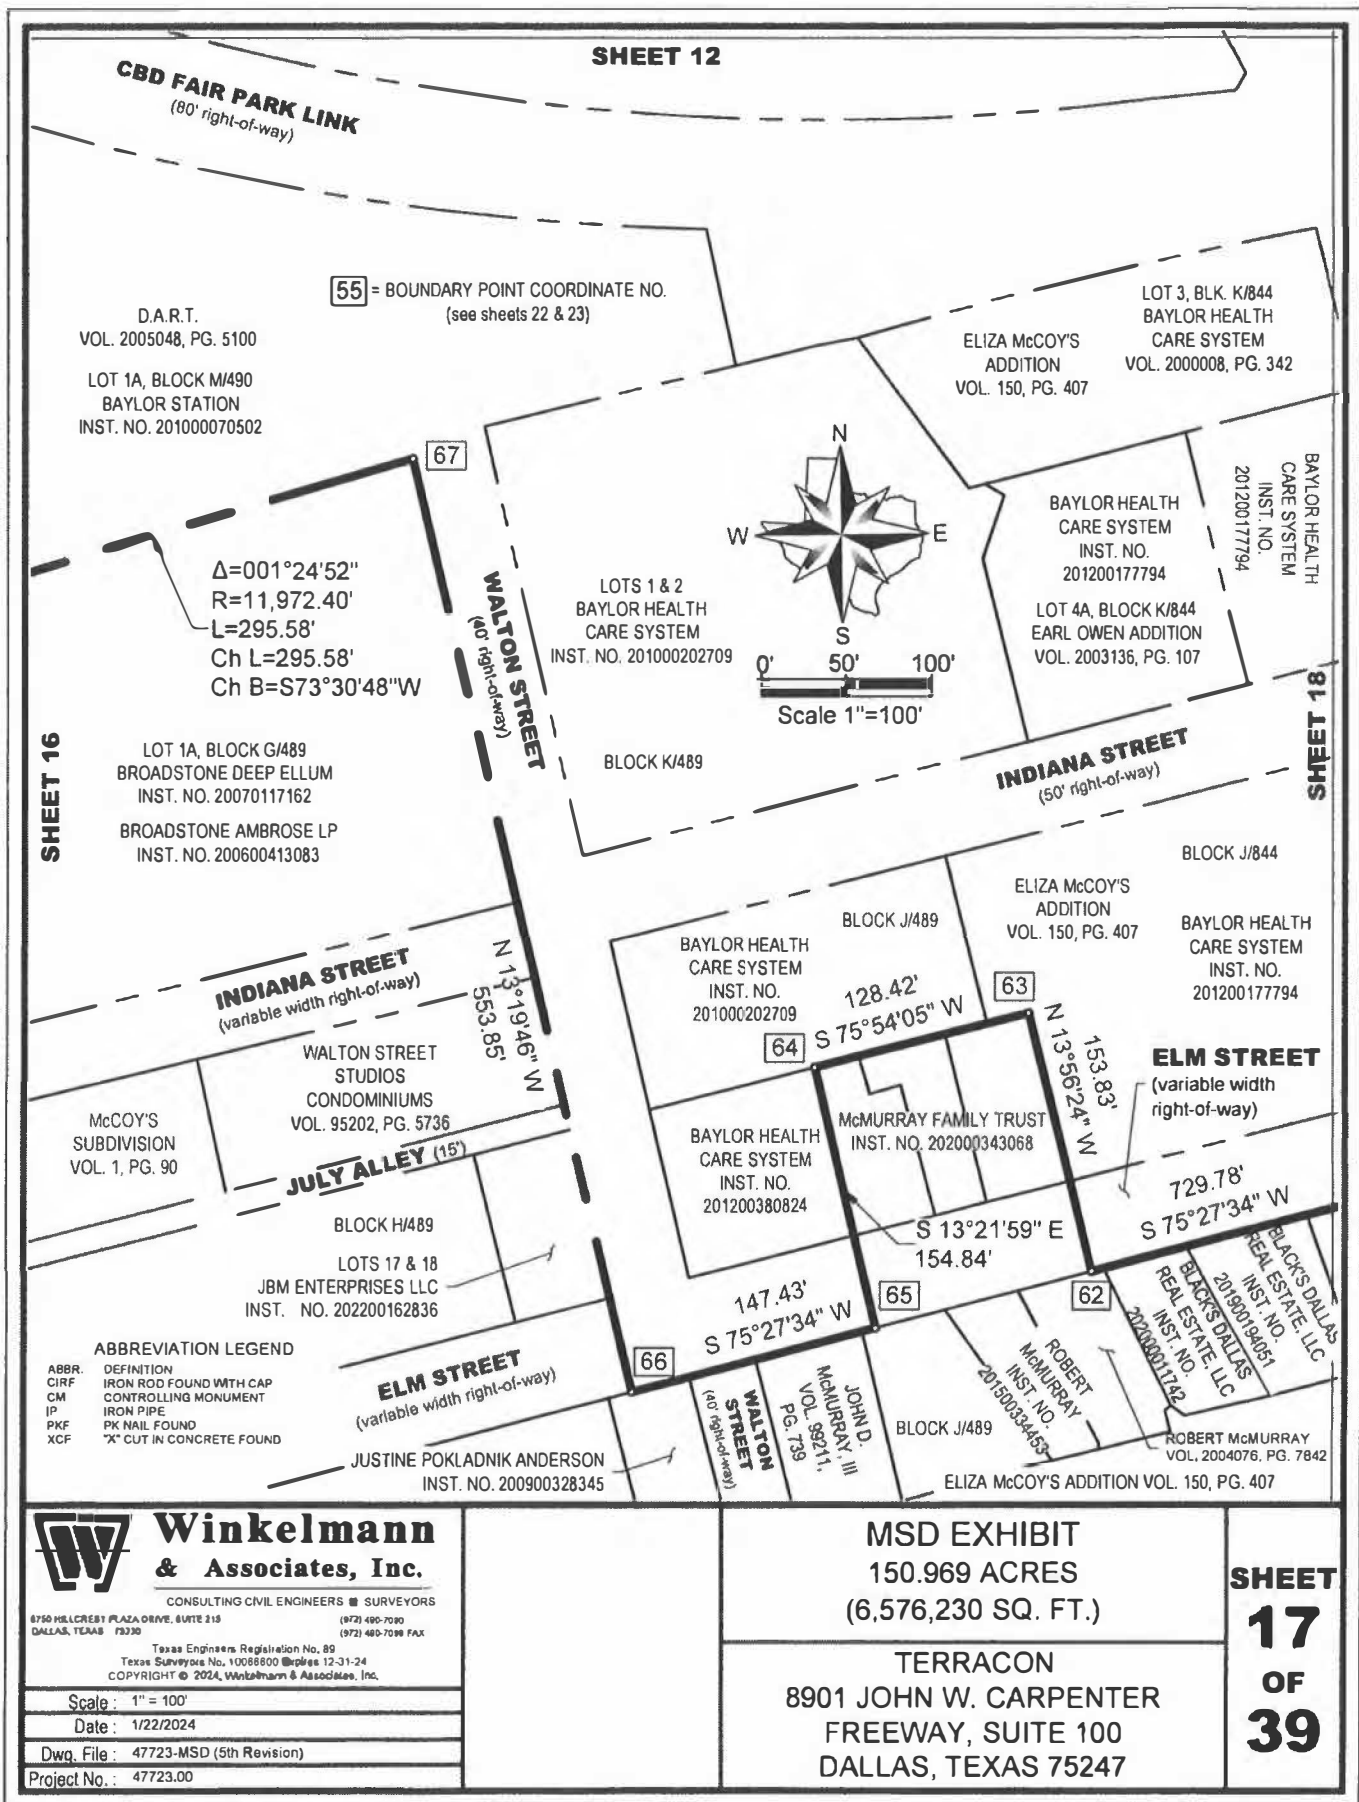 SHEET 12
CBD FAIR PARK LINK
(80' right-of-way)
55 = BOUNDARY POINT COORDINATE NO.
(see sheets 22 & 23)
D.A.R.T.
VOL. 2005048, PG. 5100
LOT 1A, BLOCK M/490
BAYLOR STATION
INST. NO. 201000070502
LOT 3, BLK. K/844
BAYLOR HEALTH
CARE SYSTEM
VOL. 2000008, PG. 342
ELIZA McCOY'S
ADDITION
VOL. 150, PG. 407
67
N
W
E
S
BAYLOR HEALTH
CARE SYSTEM
INST. NO.
201200177794
BAYLOR HEALTH
CARE SYSTEM
INST. NO.
201200177794
LOT 4A, BLOCK K/844
EARL OWEN ADDITION
VOL. 2003136, PG. 107
Δ=001°24'52"
R=11,972.40'
L=295.58'
Ch L=295.58'
Ch B=S73°30'48"W
WALTON STREET
(40' right-of-way)
LOTS 1 & 2
BAYLOR HEALTH
CARE SYSTEM
INST. NO. 201000202709
0' 50' 100'
Scale 1"=100'
SHEET 16
SHEET 18
LOT 1A, BLOCK G/489
BROADSTONE DEEP ELLUM
INST. NO. 20070117162
BROADSTONE AMBROSE LP
INST. NO. 200600413083
BLOCK K/489
INDIANA STREET
(50' right-of-way)
BLOCK J/844
ELIZA McCOY'S
ADDITION
VOL. 150, PG. 407
BLOCK J/489
BAYLOR HEALTH
CARE SYSTEM
INST. NO.
201200177794
BAYLOR HEALTH
CARE SYSTEM
INST. NO.
201000202709
INDIANA STREET
(variable width right-of-way)
N 13°19'46" W
553.85'
128.42'
S 75°54'05" W
63
64
N 13°56'24" W
153.83'
ELM STREET
(variable width
right-of-way)
WALTON STREET
STUDIOS
CONDOMINIUMS
VOL. 95202, PG. 5736
McCOY'S
SUBDIVISION
VOL. 1, PG. 90
JULY ALLEY (15')
McMURRAY FAMILY TRUST
INST. NO. 202000343068
BAYLOR HEALTH
CARE SYSTEM
INST. NO.
201200380824
729.78'
S 75°27'34" W
S 13°21'59" E
154.84'
BLOCK H/489
LOTS 17 & 18
JBM ENTERPRISES LLC
INST. NO. 202200162836
147.43'
S 75°27'34" W
65
62
66
BLACK'S DALLAS
REAL ESTATE, LLC
INST. NO.
201900194051
BLACK'S DALLAS
REAL ESTATE, LLC
INST. NO.
202000011742
ROBERT
McMURRAY
INST. NO.
201500334453
ROBERT McMURRAY
VOL. 2004076, PG. 7842
ABBREVIATION LEGEND
ABBR. DEFINITION
CIRF IRON ROD FOUND WITH CAP
CM CONTROLLING MONUMENT
IP IRON PIPE
PKF PK NAIL FOUND
XCF "X" CUT IN CONCRETE FOUND
ELM STREET
(variable width right-of-way)
WALTON
STREET
(40' right-of-way)
JOHN D.
McMURRAY, III
VOL. 99211,
PG. 739
BLOCK J/489
JUSTINE POKLADNIK ANDERSON
INST. NO. 200900328345
ELIZA McCOY'S ADDITION VOL. 150, PG. 407
Winkelmann
& Associates, Inc.
CONSULTING CIVIL ENGINEERS ■ SURVEYORS
6750 HILLCREST PLAZA DRIVE, SUITE 215 (972) 490-7090
DALLAS, TEXAS (972) 490-7099 FAX
Texas Engineers Registration No. 89
Texas Surveyors No. 10086600 Expires 12-31-24
COPYRIGHT © 2024, Winkelmann & Associates, Inc.
Scale : 1" = 100'
Date : 1/22/2024
Dwg. File : 47723-MSD (5th Revision)
Project No. : 47723.00
MSD EXHIBIT
150.969 ACRES
(6,576,230 SQ. FT.)
TERRACON
8901 JOHN W. CARPENTER
FREEWAY, SUITE 100
DALLAS, TEXAS 75247
SHEET
17
OF
39